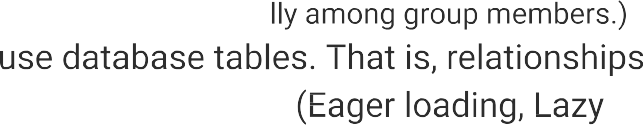 lly among group members.)
use database tables. That is, relationships
(Eager loading, Lazy